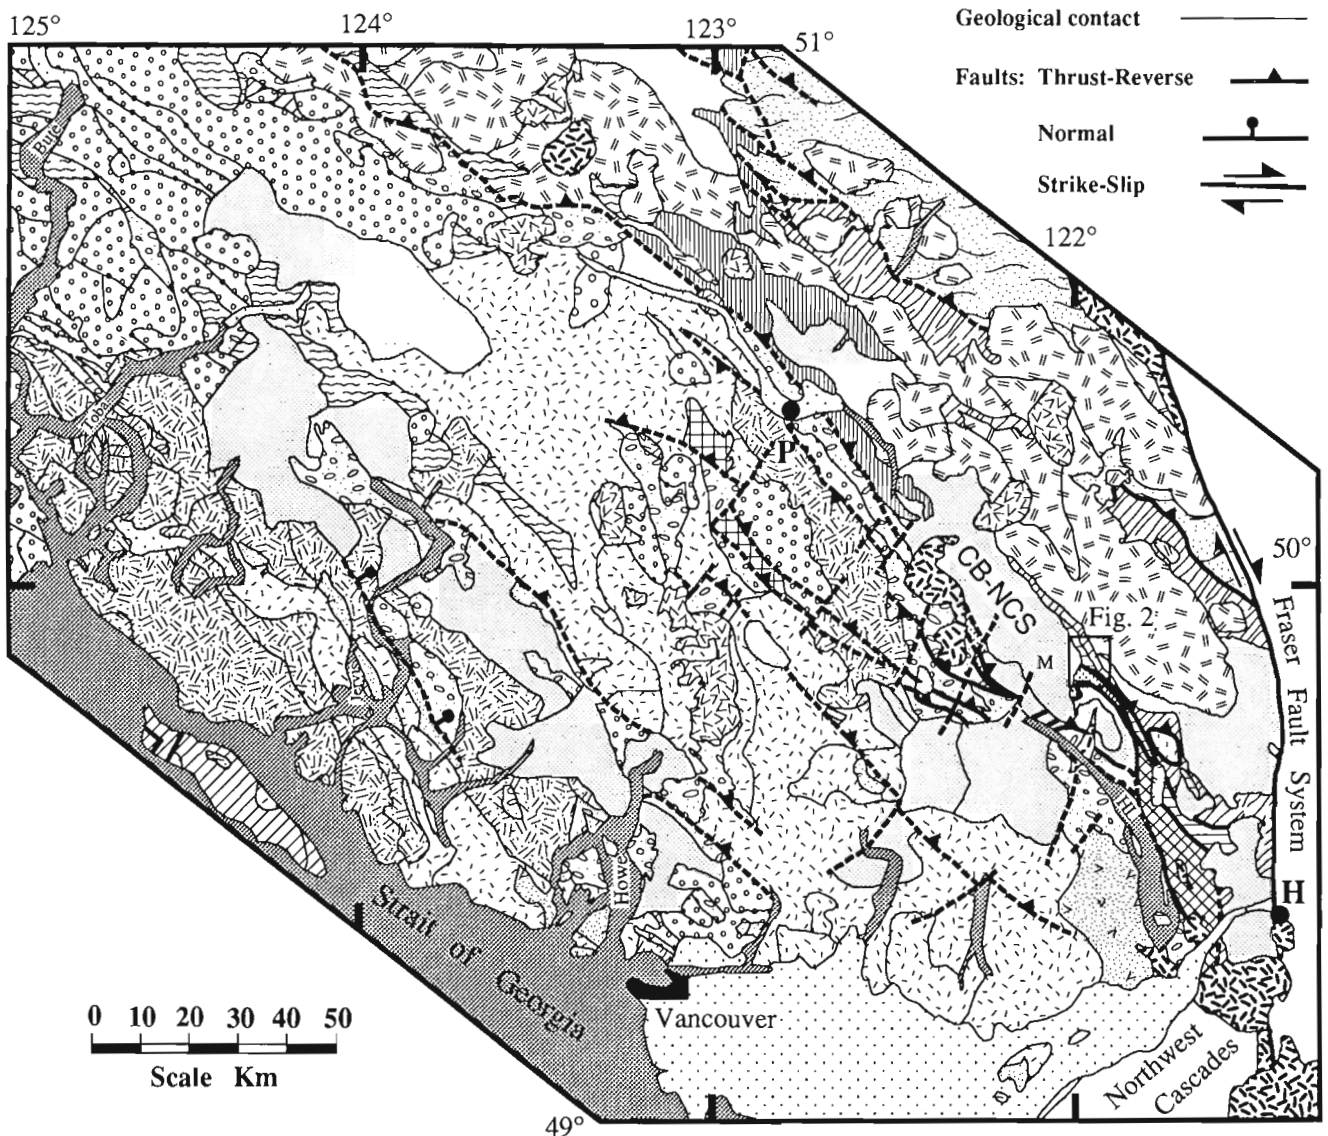 125°
124°
123°
51°
Geological contact
Faults: Thrust-Reverse
Normal
Strike-Slip
122°
Bute
P
50°
CB-NCS
Fig. 2
M
Fraser Fault System
H
Howe
Strait of Georgia
0 10 20 30 40 50
Scale Km
Vancouver
Northwest
Cascades
49°